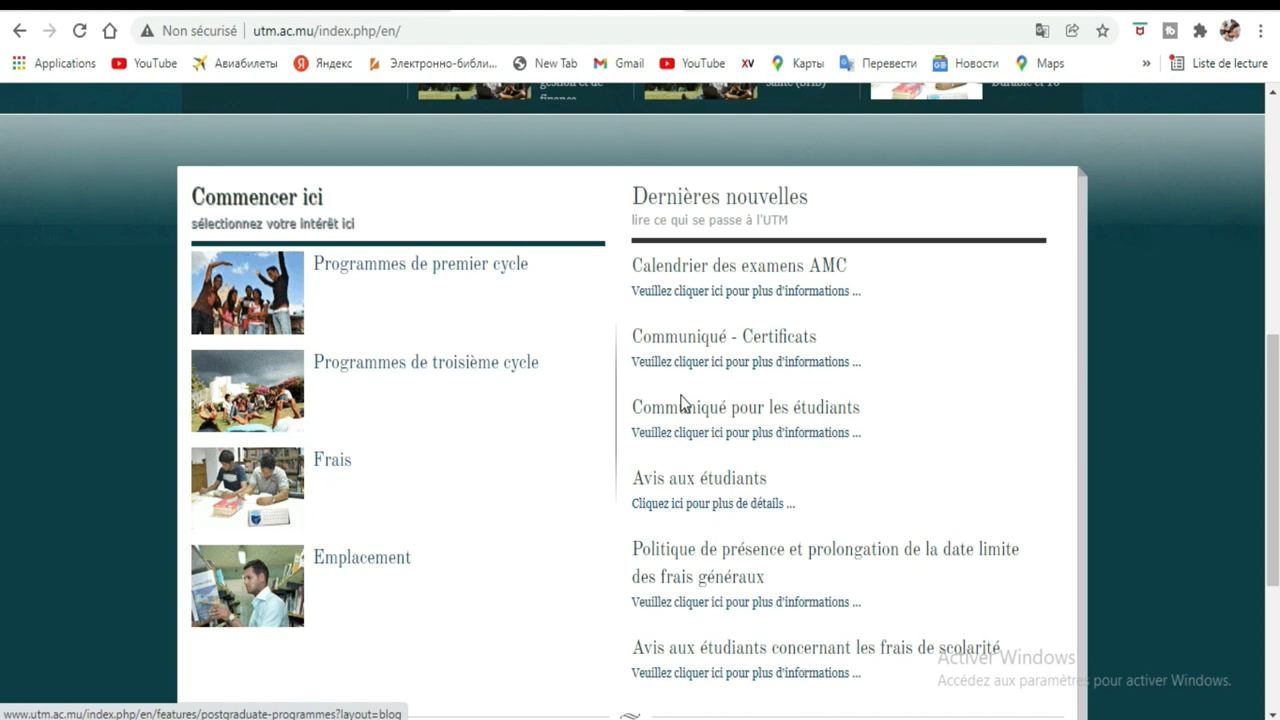 Non sécurisé utm.ac.mu/index.php/en/
Applications YouTube Авиабилеты Яндекс Электронно-библи... New Tab Gmail YouTube XV Карты Перевести Новости Maps » Liste de lecture
gestion et de
finance
Commencer ici
sélectionnez votre intérêt ici
Programmes de premier cycle
Programmes de troisième cycle
Frais
Emplacement
Dernières nouvelles
lire ce qui se passe à l'UTM
Calendrier des examens AMC
Veuillez cliquer ici pour plus d'informations ...
Communiqué - Certificats
Veuillez cliquer ici pour plus d'informations ...
Communiqué pour les étudiants
Veuillez cliquer ici pour plus d'informations ...
Avis aux étudiants
Cliquez ici pour plus de détails ...
Politique de présence et prolongation de la date limite
des frais généraux
Veuillez cliquer ici pour plus d'informations ...
Avis aux étudiants concernant les frais de scolarité
Veuillez cliquer ici pour plus d'informations ...
Activer Windows
Accédez aux paramètres pour activer Windows.
www.utm.ac.mu/index.php/en/features/postgraduate-programmes?layout=blog